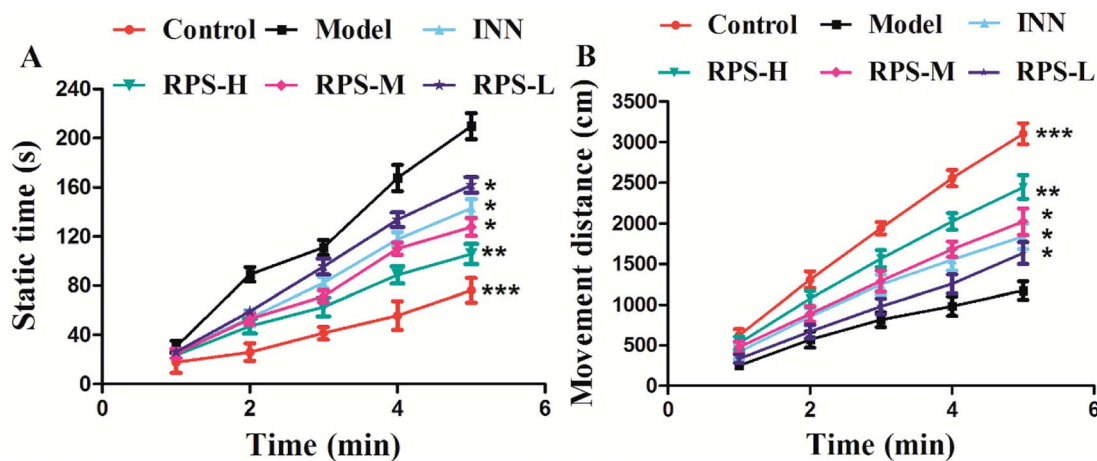 Control Model INN
A
RPS-H RPS-M RPS-L
Static time (s)
240
200
160
120
80
40
0
0 2 4 6
Time (min)
*
*
*
**
***
Control Model INN
B
RPS-H RPS-M RPS-L
Movement distance (cm)
3500
3000
2500
2000
1500
1000
500
0
0 2 4 6
Time (min)
***
**
*
*
*